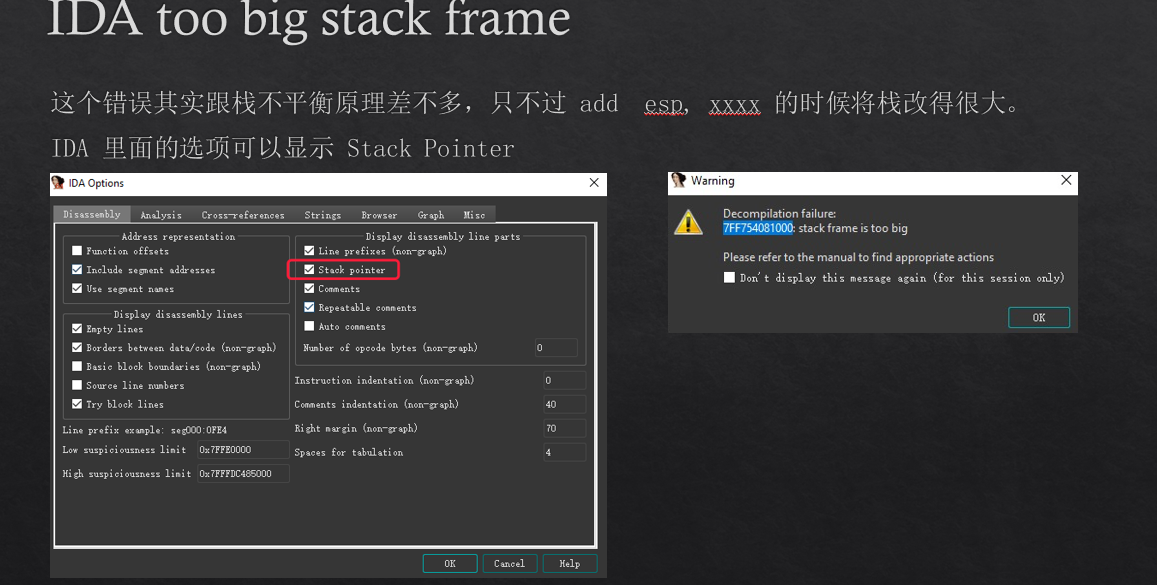 IDA too big stack frame
这个错误其实跟栈不平衡原理差不多，只不过 add esp, xxxx 的时候将栈改得很大。
IDA 里面的选项可以显示 Stack Pointer
IDA Options
Disassembly Analysis Cross-references Strings Browser Graph Misc
Address representation
Function offsets
Include segment addresses
Use segment names
Display disassembly lines
Empty lines
Borders between data/code (non-graph)
Basic block boundaries (non-graph)
Source line numbers
Try block lines
Line prefix example: seg000:0FE4
Low suspiciousness limit 0x7FFE0000
High suspiciousness limit 0x7FFFDC485000
Display disassembly line parts
Line prefixes (non-graph)
Stack pointer
Comments
Repeatable comments
Auto comments
Number of opcode bytes (non-graph) 0
Instruction indentation (non-graph) 0
Comments indentation (non-graph) 40
Right margin (non-graph) 70
Spaces for tabulation 4
OK Cancel Help
Warning
Decompilation failure:
7FF754081000: stack frame is too big
Please refer to the manual to find appropriate actions
Don't display this message again (for this session only)
OK